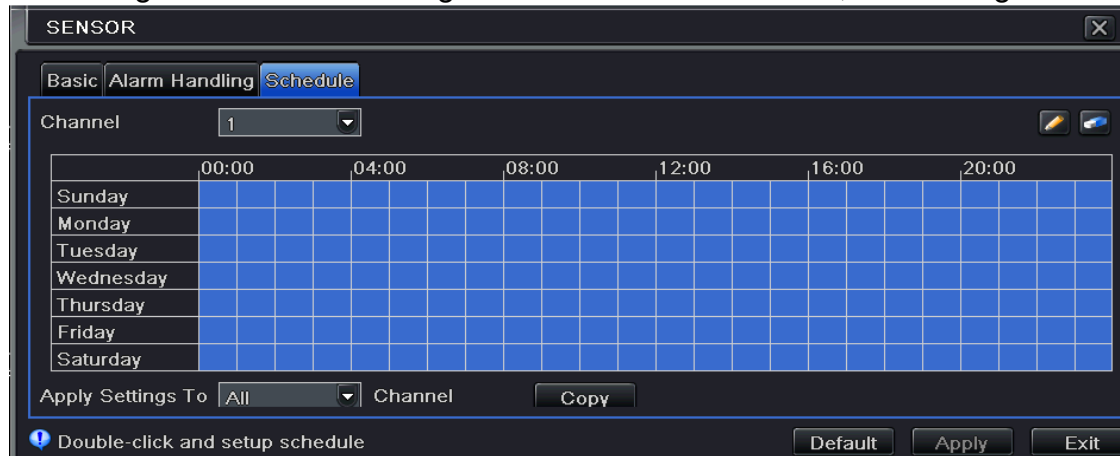 SENSOR
Basic Alarm Handling Schedule
Channel 1
00:00 04:00 08:00 12:00 16:00 20:00
Sunday
Monday
Tuesday
Wednesday
Thursday
Friday
Saturday
Apply Settings To All Channel Copy
Double-click and setup schedule Default Apply Exit